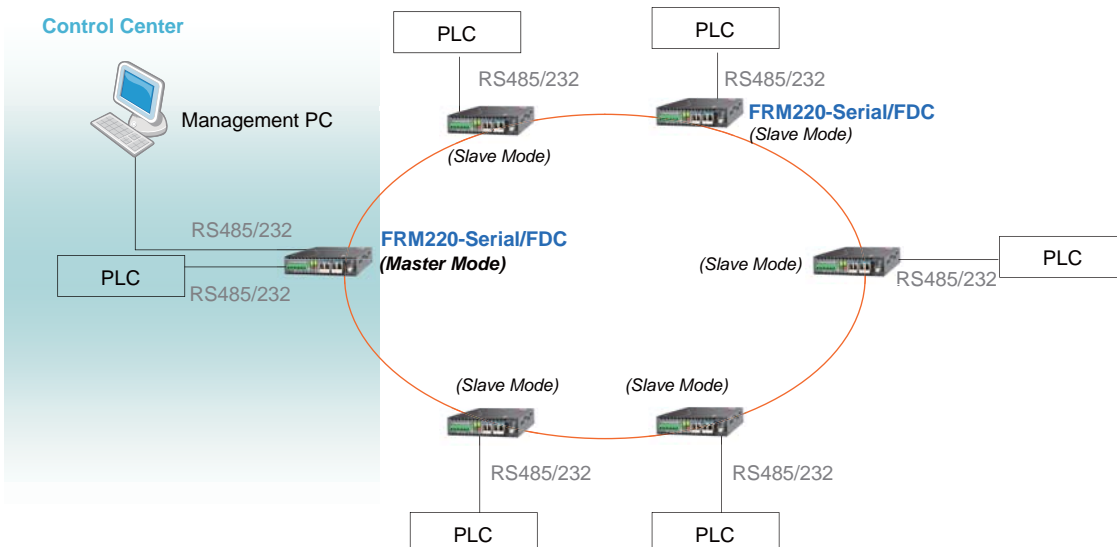 Control Center
PLC
PLC
RS485/232
RS485/232
Management PC
FRM220-Serial/FDC
(Slave Mode)
(Slave Mode)
RS485/232
FRM220-Serial/FDC
(Master Mode)
PLC
RS485/232
(Slave Mode)
RS485/232
PLC
(Slave Mode)
(Slave Mode)
RS485/232
RS485/232
PLC
PLC